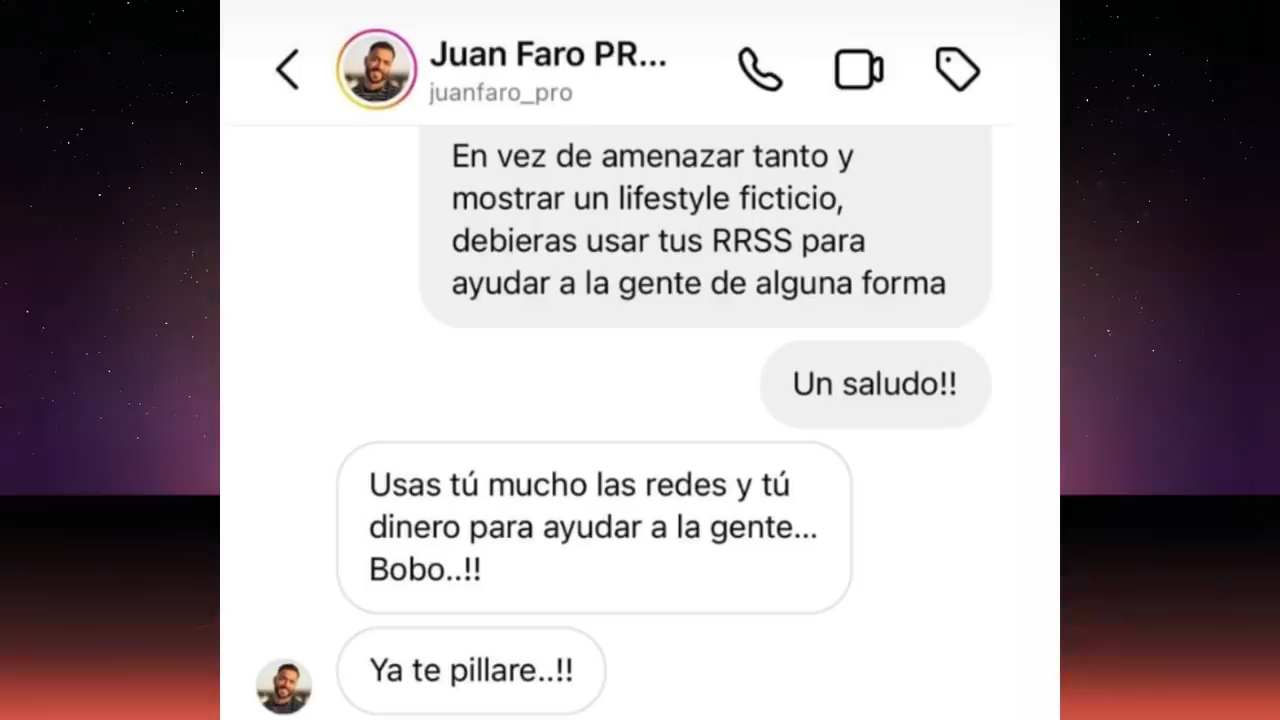 Juan Faro PR...
juanfaro_pro
En vez de amenazar tanto y
mostrar un lifestyle ficticio,
debieras usar tus RRSS para
ayudar a la gente de alguna forma
Un saludo!!
Usas tú mucho las redes y tú
dinero para ayudar a la gente...
Bobo..!!
Ya te pillare..!!